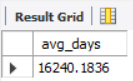 Result Grid
avg_days
16240.1836